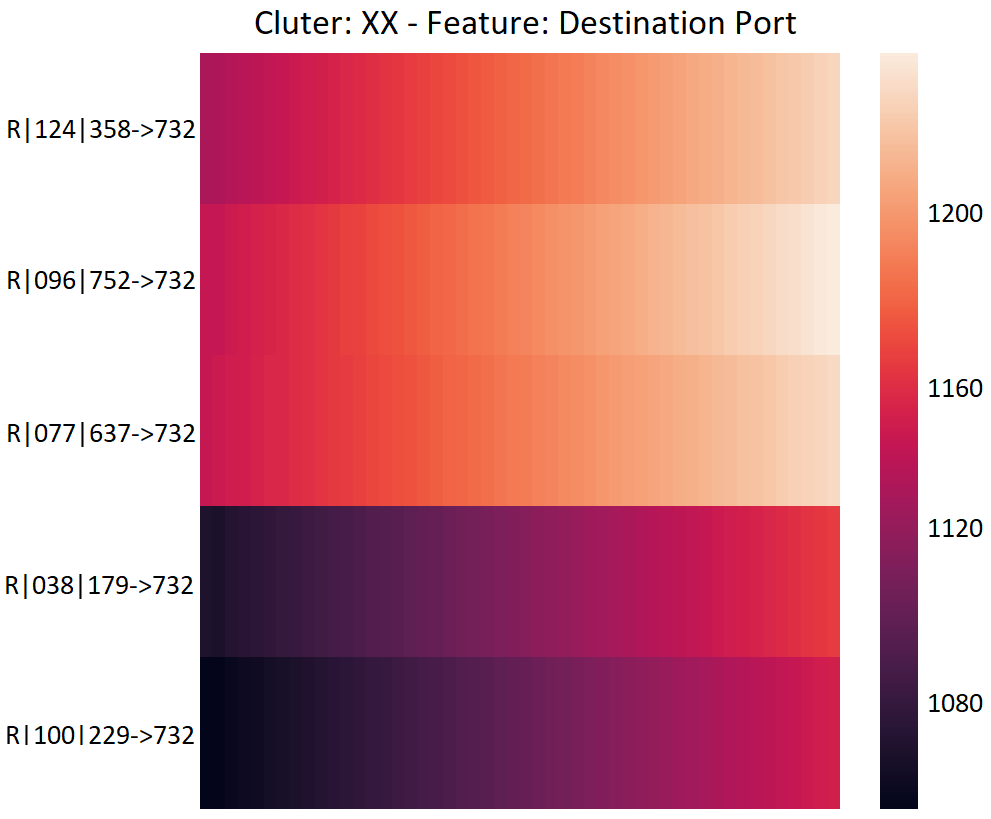 Cluter: XX - Feature: Destination Port
R|124|358->732
R|096|752->732
R|077|637->732
R|038|179->732
R|100|229->732
1200
1160
1120
1080